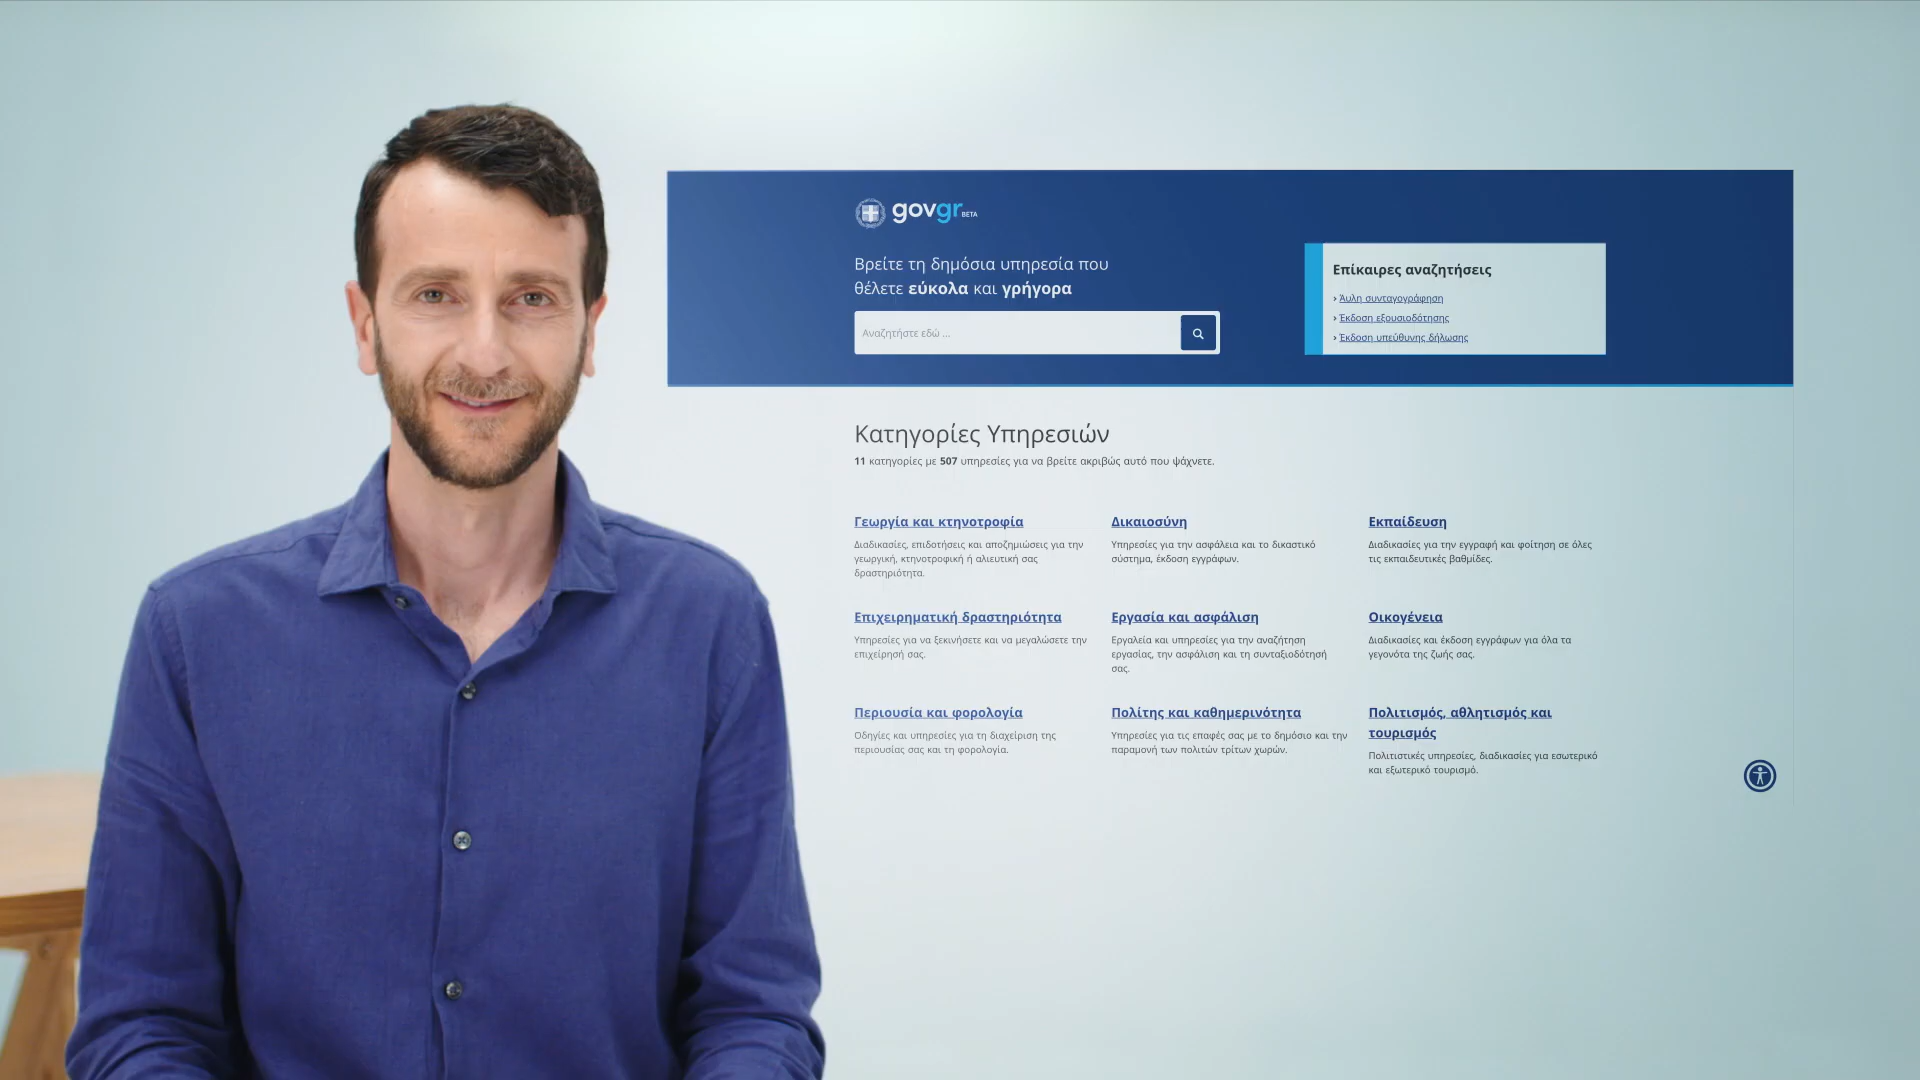 govgr BETA
Βρείτε τη δημόσια υπηρεσία που
θέλετε εύκολα και γρήγορα
Αναζητήστε εδώ ...
Επίκαιρες αναζητήσεις
› Άυλη συνταγογράφηση
› Έκδοση εξουσιοδότησης
› Έκδοση υπεύθυνης δήλωσης
Κατηγορίες Υπηρεσιών
11 κατηγορίες με 507 υπηρεσίες για να βρείτε ακριβώς αυτό που ψάχνετε.
Γεωργία και κτηνοτροφία
Διαδικασίες, επιδοτήσεις και αποζημιώσεις για την
γεωργική, κτηνοτροφική ή αλιευτική σας
δραστηριότητα.
Δικαιοσύνη
Υπηρεσίες για την ασφάλεια και το δικαστικό
σύστημα, έκδοση εγγράφων.
Εκπαίδευση
Διαδικασίες για την εγγραφή και φοίτηση σε όλες
τις εκπαιδευτικές βαθμίδες.
Επιχειρηματική δραστηριότητα
Υπηρεσίες για να ξεκινήσετε και να μεγαλώσετε την
επιχείρησή σας.
Εργασία και ασφάλιση
Εργαλεία και υπηρεσίες για την αναζήτηση
εργασίας, την ασφάλιση και τη συνταξιοδότησή
σας.
Οικογένεια
Διαδικασίες και έκδοση εγγράφων για όλα τα
γεγονότα της ζωής σας.
Περιουσία και φορολογία
Οδηγίες και υπηρεσίες για τη διαχείριση της
περιουσίας σας και τη φορολογία.
Πολίτης και καθημερινότητα
Υπηρεσίες για τις επαφές σας με το δημόσιο και την
παραμονή των πολιτών τρίτων χωρών.
Πολιτισμός, αθλητισμός και
τουρισμός
Πολιτιστικές υπηρεσίες, διαδικασίες για εσωτερικό
και εξωτερικό τουρισμό.